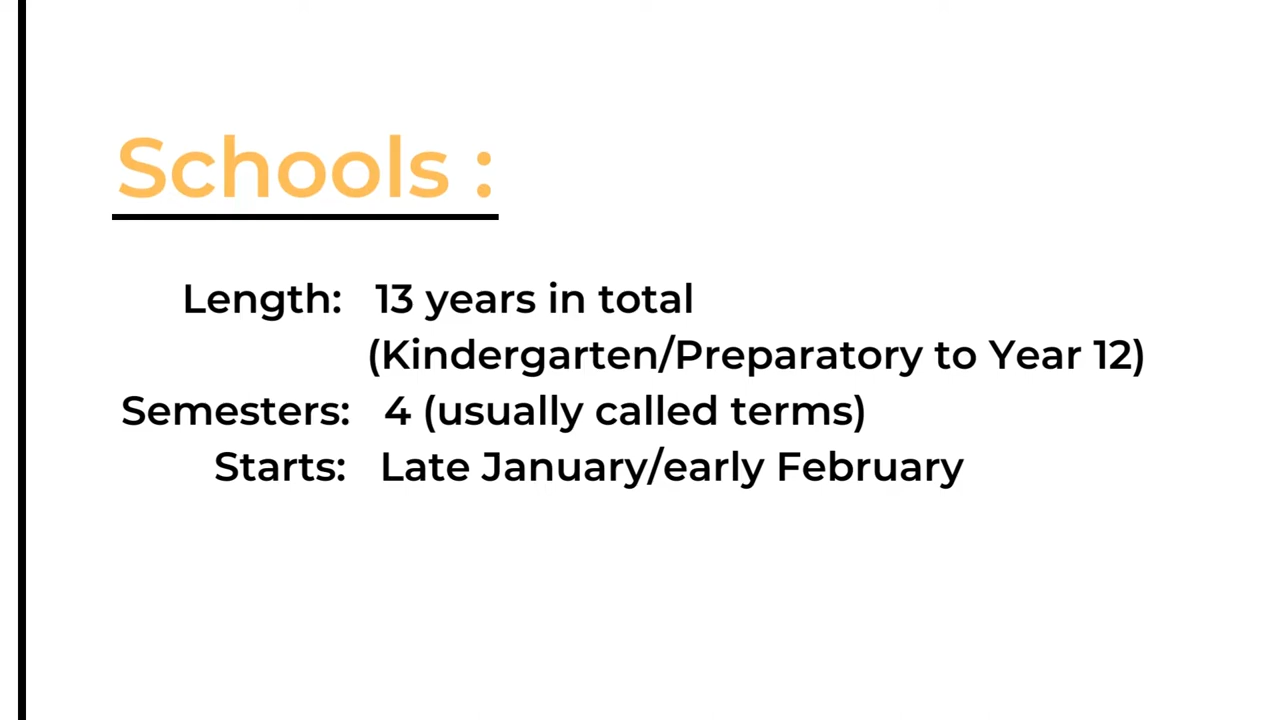 Schools :
Length: 13 years in total
(Kindergarten/Preparatory to Year 12)
Semesters: 4 (usually called terms)
Starts: Late January/early February